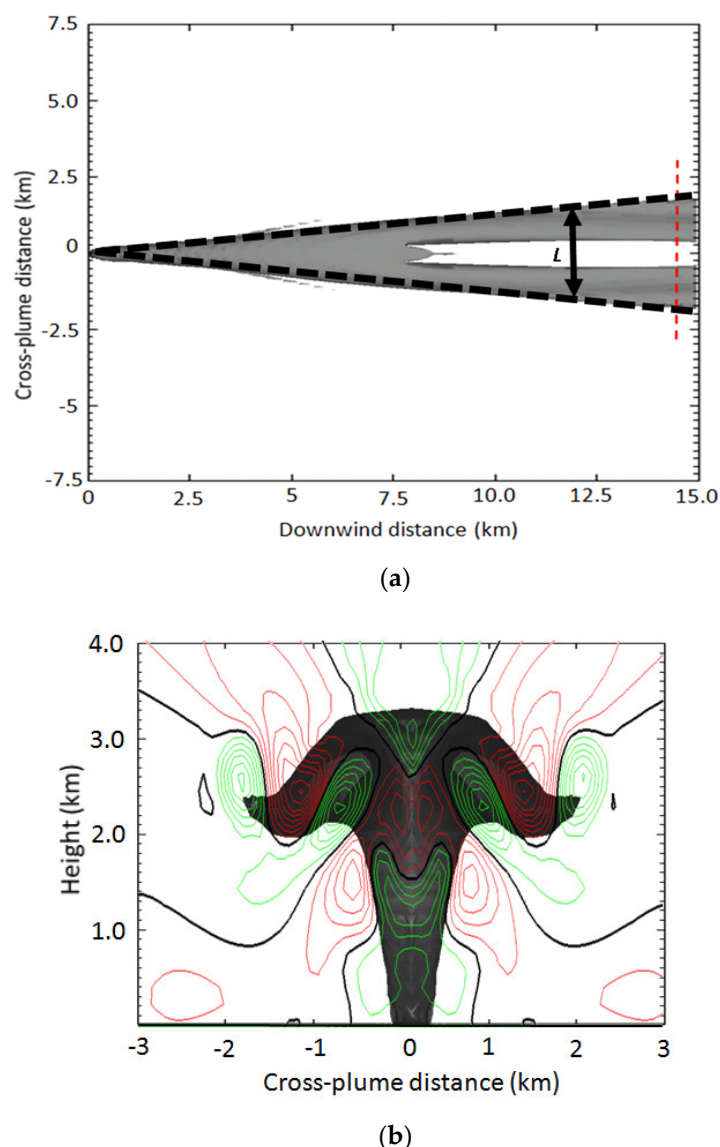 7.5
5.0
2.5
0
-2.5
-5
-7.5
Cross-plume distance (km)
L
0 2.5 5.0 7.5 10.0 12.5 15.0
Downwind distance (km)
(a)
4.0
3.0
2.0
1.0
Height (km)
-3 -2 -1 0 1 2 3
Cross-plume distance (km)
(b)